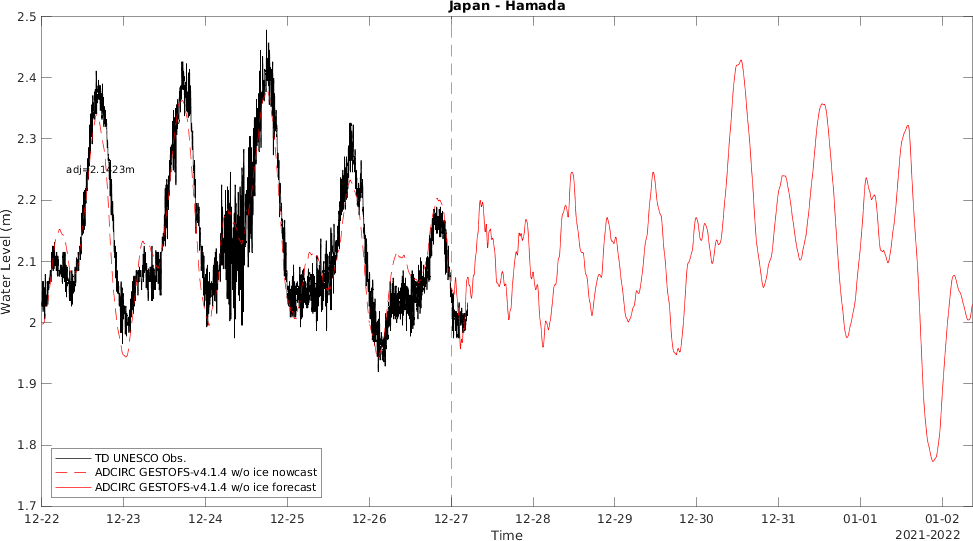 Japan - Hamada
2.5
2.4
2.3
2.2
2.1
2
1.9
1.8
1.7
Water Level (m)
adj=2.1423m
TD UNESCO Obs.
ADCIRC GESTOFS-v4.1.4 w/o ice nowcast
ADCIRC GESTOFS-v4.1.4 w/o ice forecast
12-22 12-23 12-24 12-25 12-26 12-27 12-28 12-29 12-30 12-31 01-01 01-02
Time
2021-2022